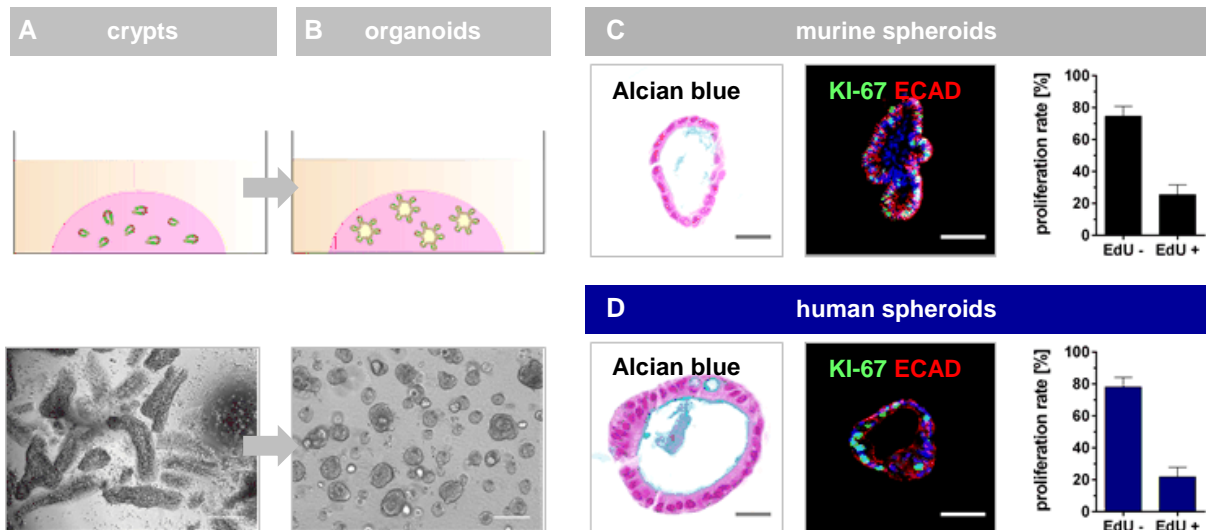 A crypts
B organoids
C murine spheroids
Alcian blue
KI-67 ECAD
proliferation rate [%]
100
80
60
40
20
0
EdU - EdU +
D human spheroids
Alcian blue
KI-67 ECAD
proliferation rate [%]
100
80
60
40
20
0
EdU - EdU +